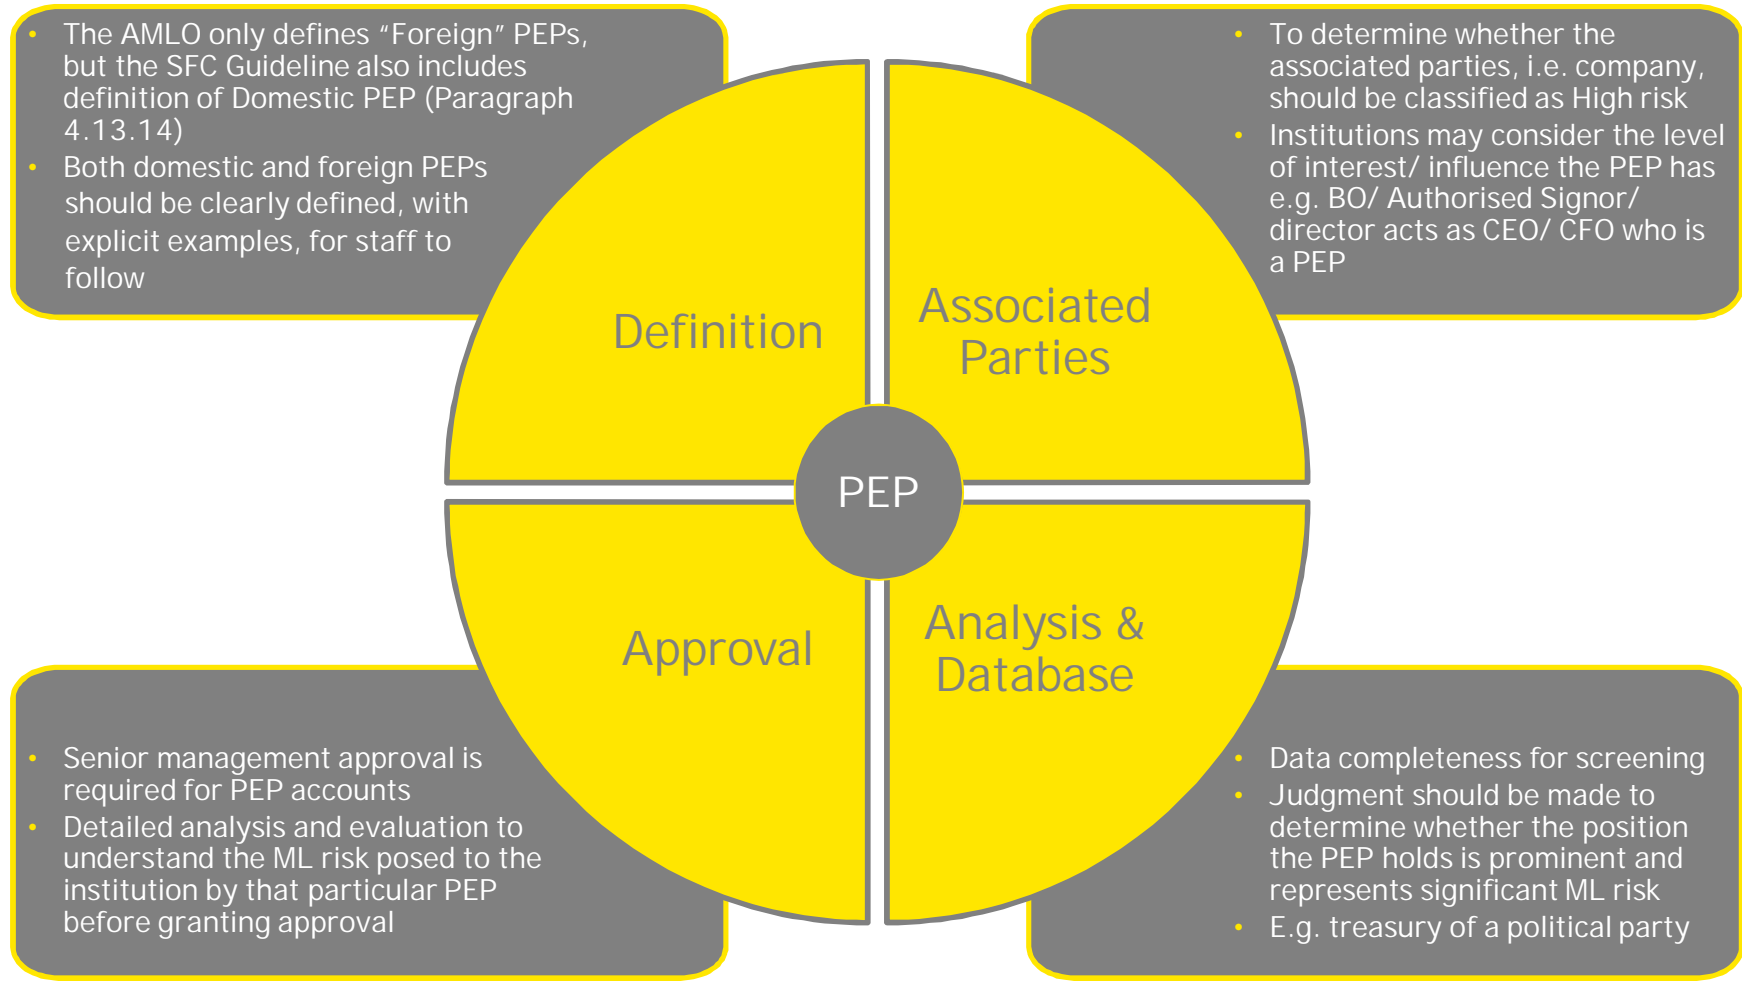 • The AMLO only defines “Foreign” PEPs,
but the SFC Guideline also includes
definition of Domestic PEP (Paragraph
4.13.14)
• Both domestic and foreign PEPs
should be clearly defined, with
explicit examples, for staff to
follow
• To determine whether the
associated parties, i.e. company,
should be classified as High risk
• Institutions may consider the level
of interest/ influence the PEP has
e.g. BO/ Authorised Signor/
director acts as CEO/ CFO who is
a PEP
Definition
Associated
Parties
PEP
Approval
Analysis &
Database
• Senior management approval is
required for PEP accounts
• Detailed analysis and evaluation to
understand the ML risk posed to the
institution by that particular PEP
before granting approval
• Data completeness for screening
• Judgment should be made to
determine whether the position
the PEP holds is prominent and
represents significant ML risk
• E.g. treasury of a political party